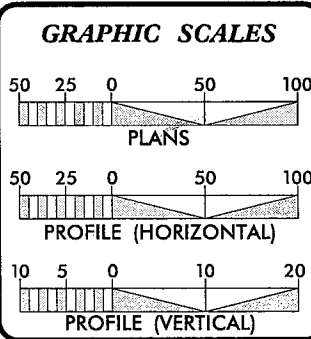 GRAPHIC SCALES
50 25 0 50 100
PLANS
50 25 0 50 100
PROFILE (HORIZONTAL)
10 5 0 10 20
PROFILE (VERTICAL)